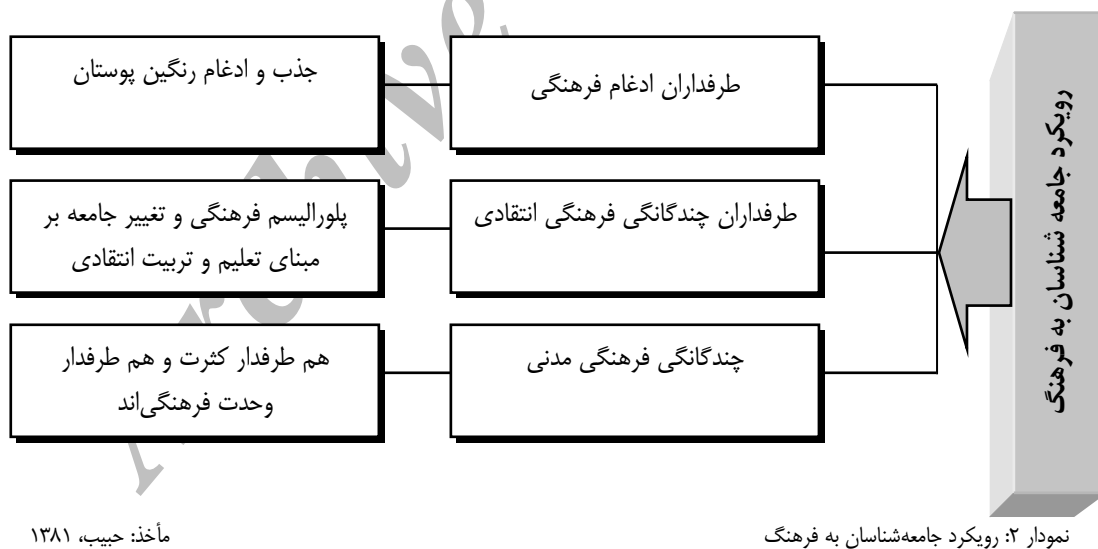 رویکرد جامعه شناسان به فرهنگ
طرفداران ادغام فرهنگی
جذب و ادغام رنگین پوستان
طرفداران چندگانگی فرهنگی انتقادی
پلورالیسم فرهنگی و تغییر جامعه بر
مبنای تعلیم و تربیت انتقادی
چندگانگی فرهنگی مدنی
هم طرفدار کثرت و هم طرفدار
وحدت فرهنگی‌اند
نمودار ۲: رویکرد جامعه‌شناسان به فرهنگ
مأخذ: حبیب، ۱۳۸۱